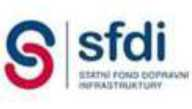 sfdi
STÁTNÍ FOND DOPRAVNÍ
INFRASTRUKTURY